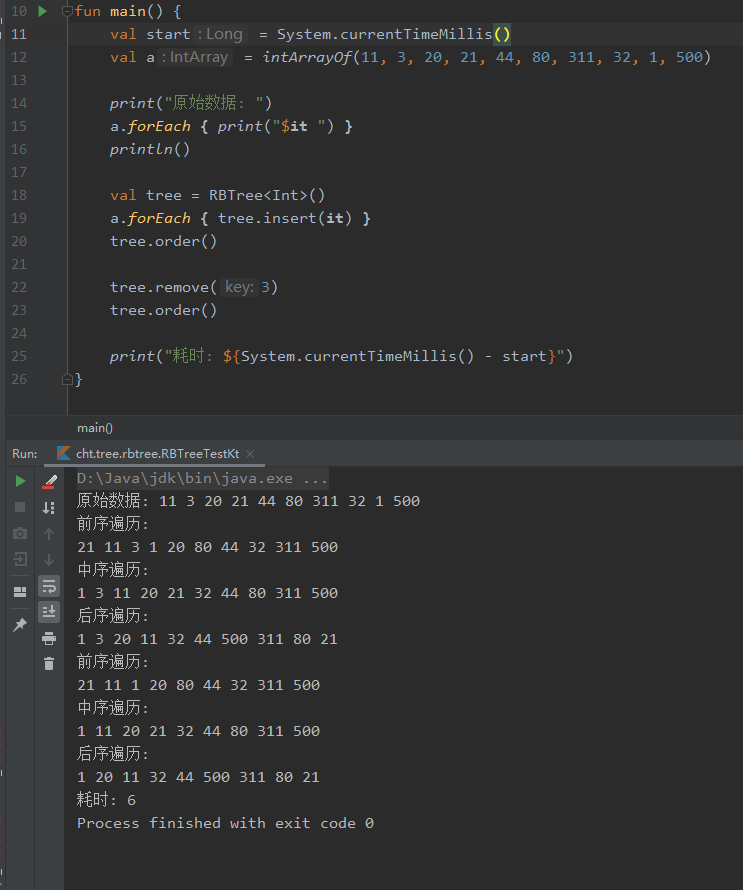 10 fun main() {
11 val start : Long = System.currentTimeMillis()
12 val a : IntArray = intArrayOf(11, 3, 20, 21, 44, 80, 311, 32, 1, 500)
13
14 print("原始数据: ")
15 a.forEach { print("$it ") }
16 println()
17
18 val tree = RBTree<Int>()
19 a.forEach { tree.insert(it) }
20 tree.order()
21
22 tree.remove( key: 3)
23 tree.order()
24
25 print("耗时: ${System.currentTimeMillis() - start}")
26 }
main()
Run: cht.tree.rbtree.RBTreeTestKt ×
D:\Java\jdk\bin\java.exe ...
原始数据: 11 3 20 21 44 80 311 32 1 500
前序遍历:
21 11 3 1 20 80 44 32 311 500
中序遍历:
1 3 11 20 21 32 44 80 311 500
后序遍历:
1 3 20 11 32 44 500 311 80 21
前序遍历:
21 11 1 20 80 44 32 311 500
中序遍历:
1 11 20 21 32 44 80 311 500
后序遍历:
1 20 11 32 44 500 311 80 21
耗时: 6
Process finished with exit code 0